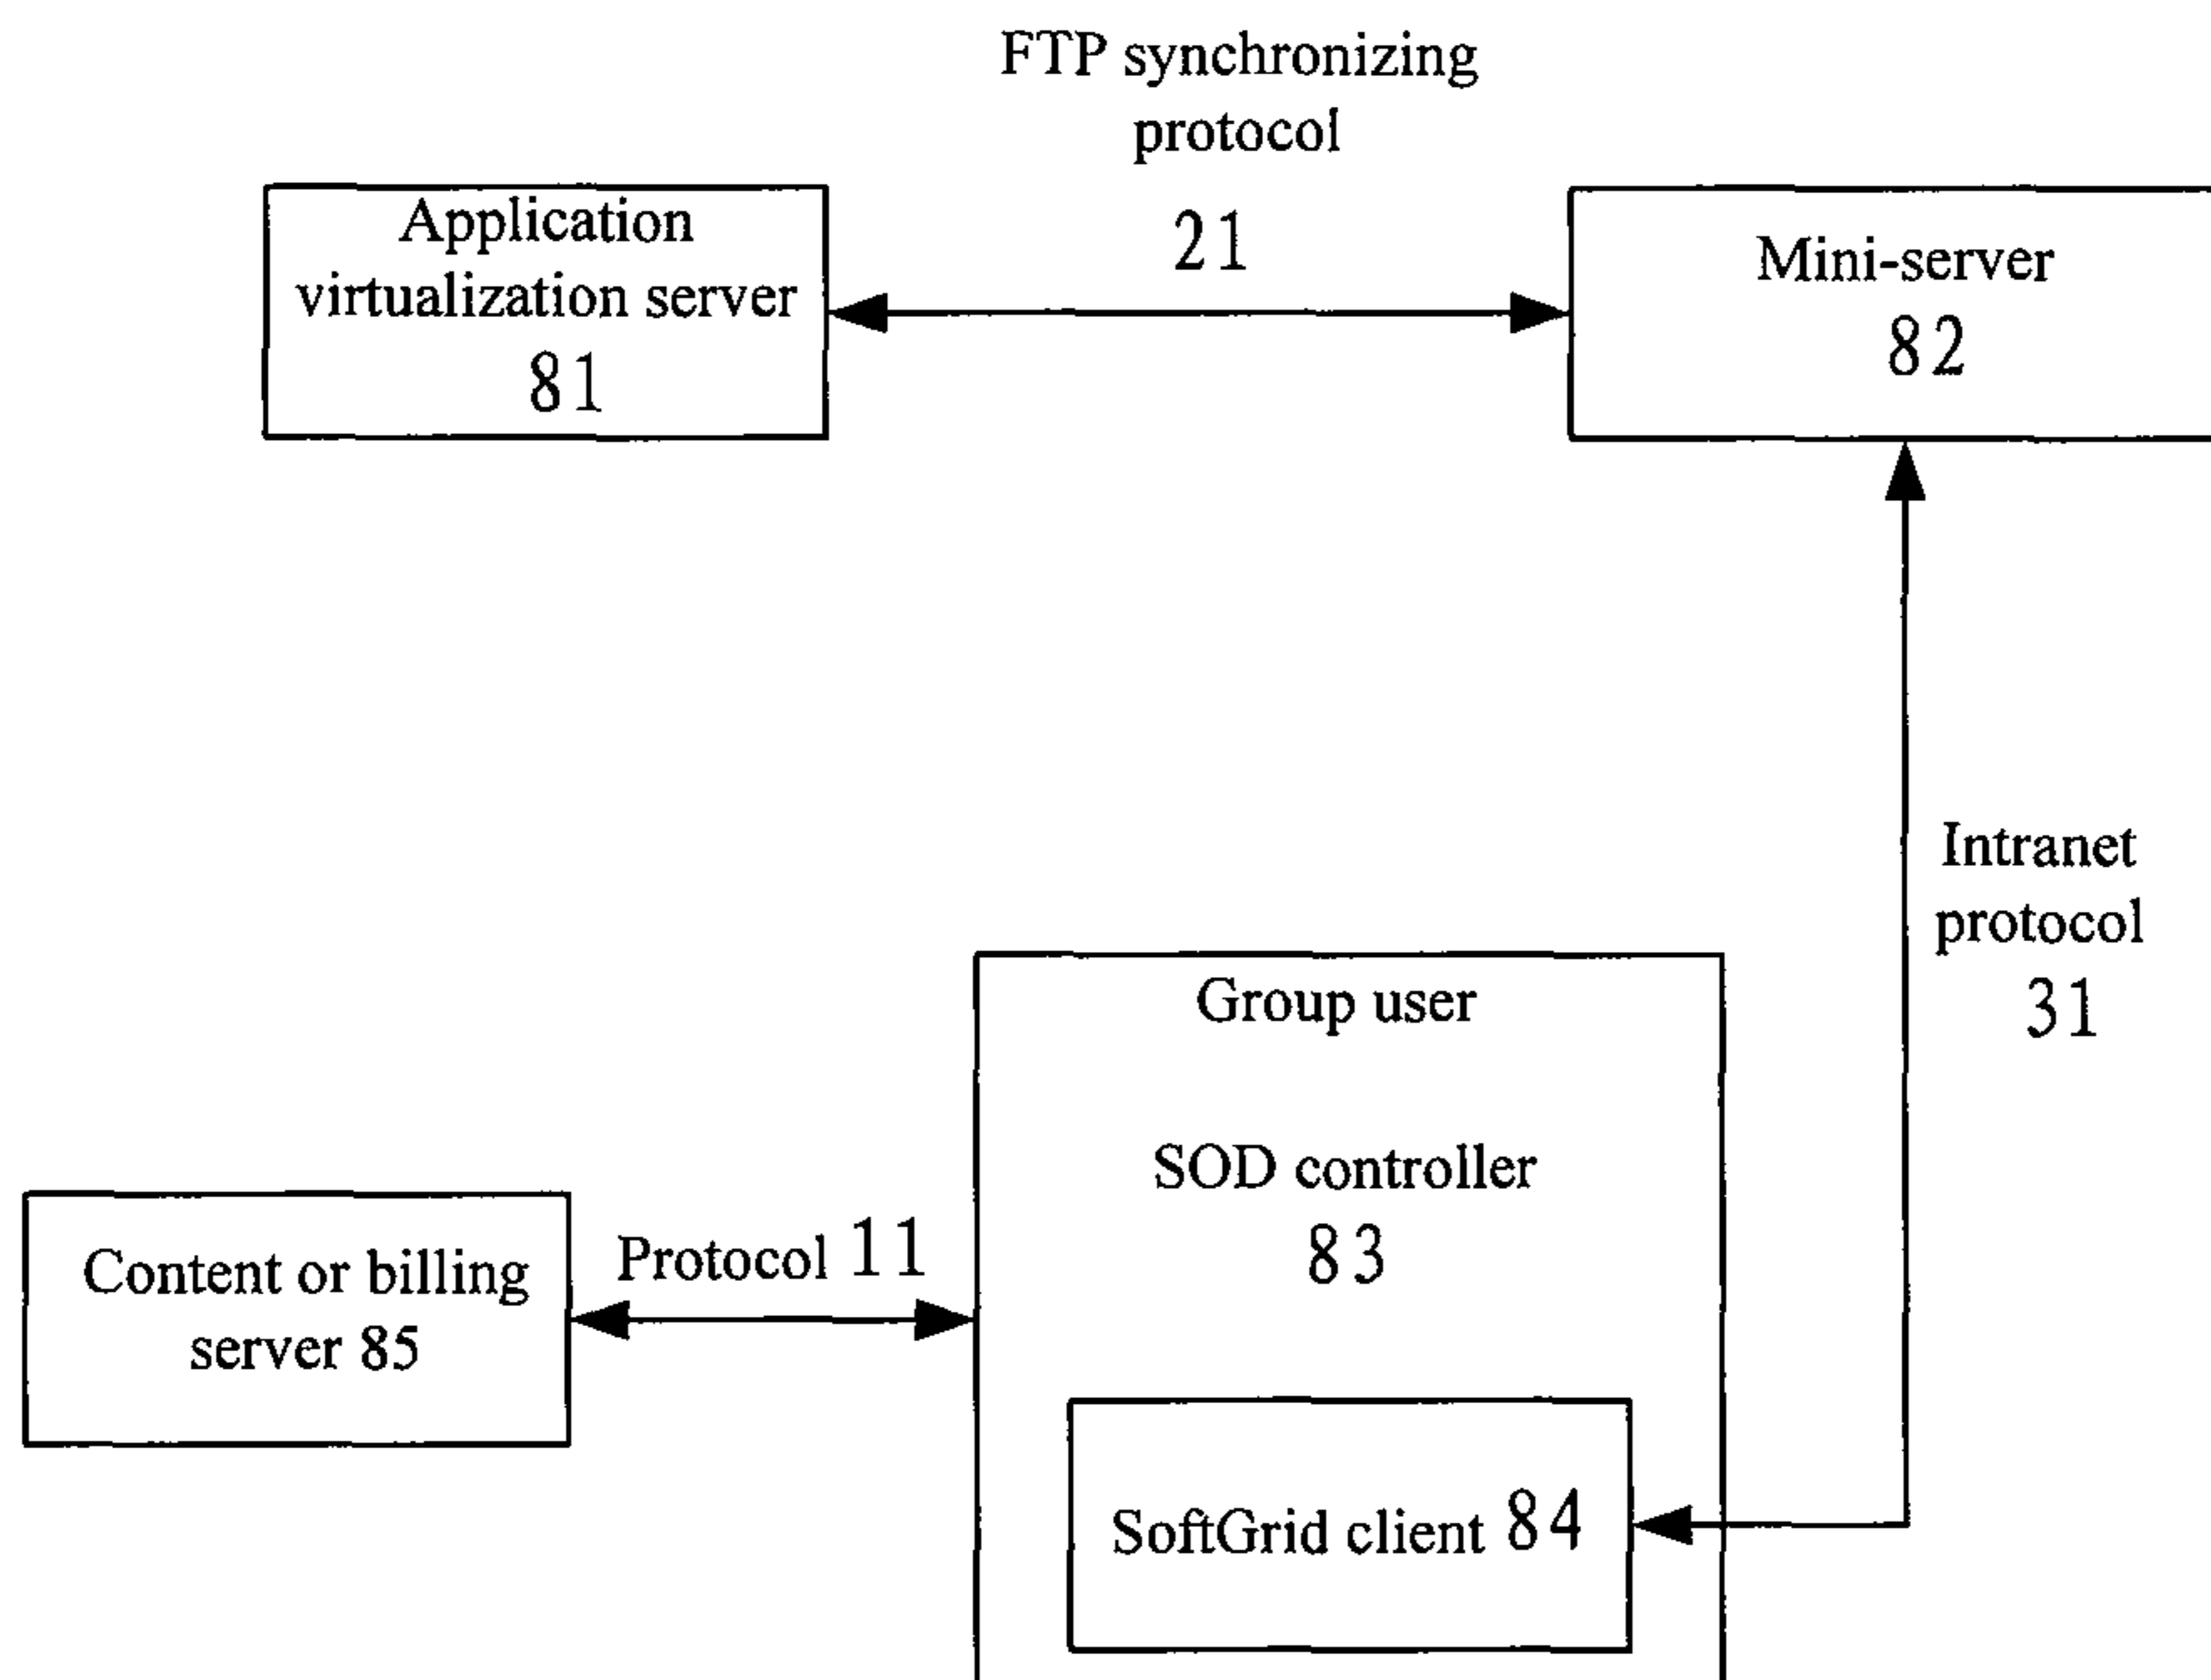 FTP synchronizing
protocol
21
Application
virtualization server
81
Mini-server
82
Intranet
protocol
31
Group user
SOD controller
83
Content or billing
server 85
Protocol 11
SoftGrid client 84